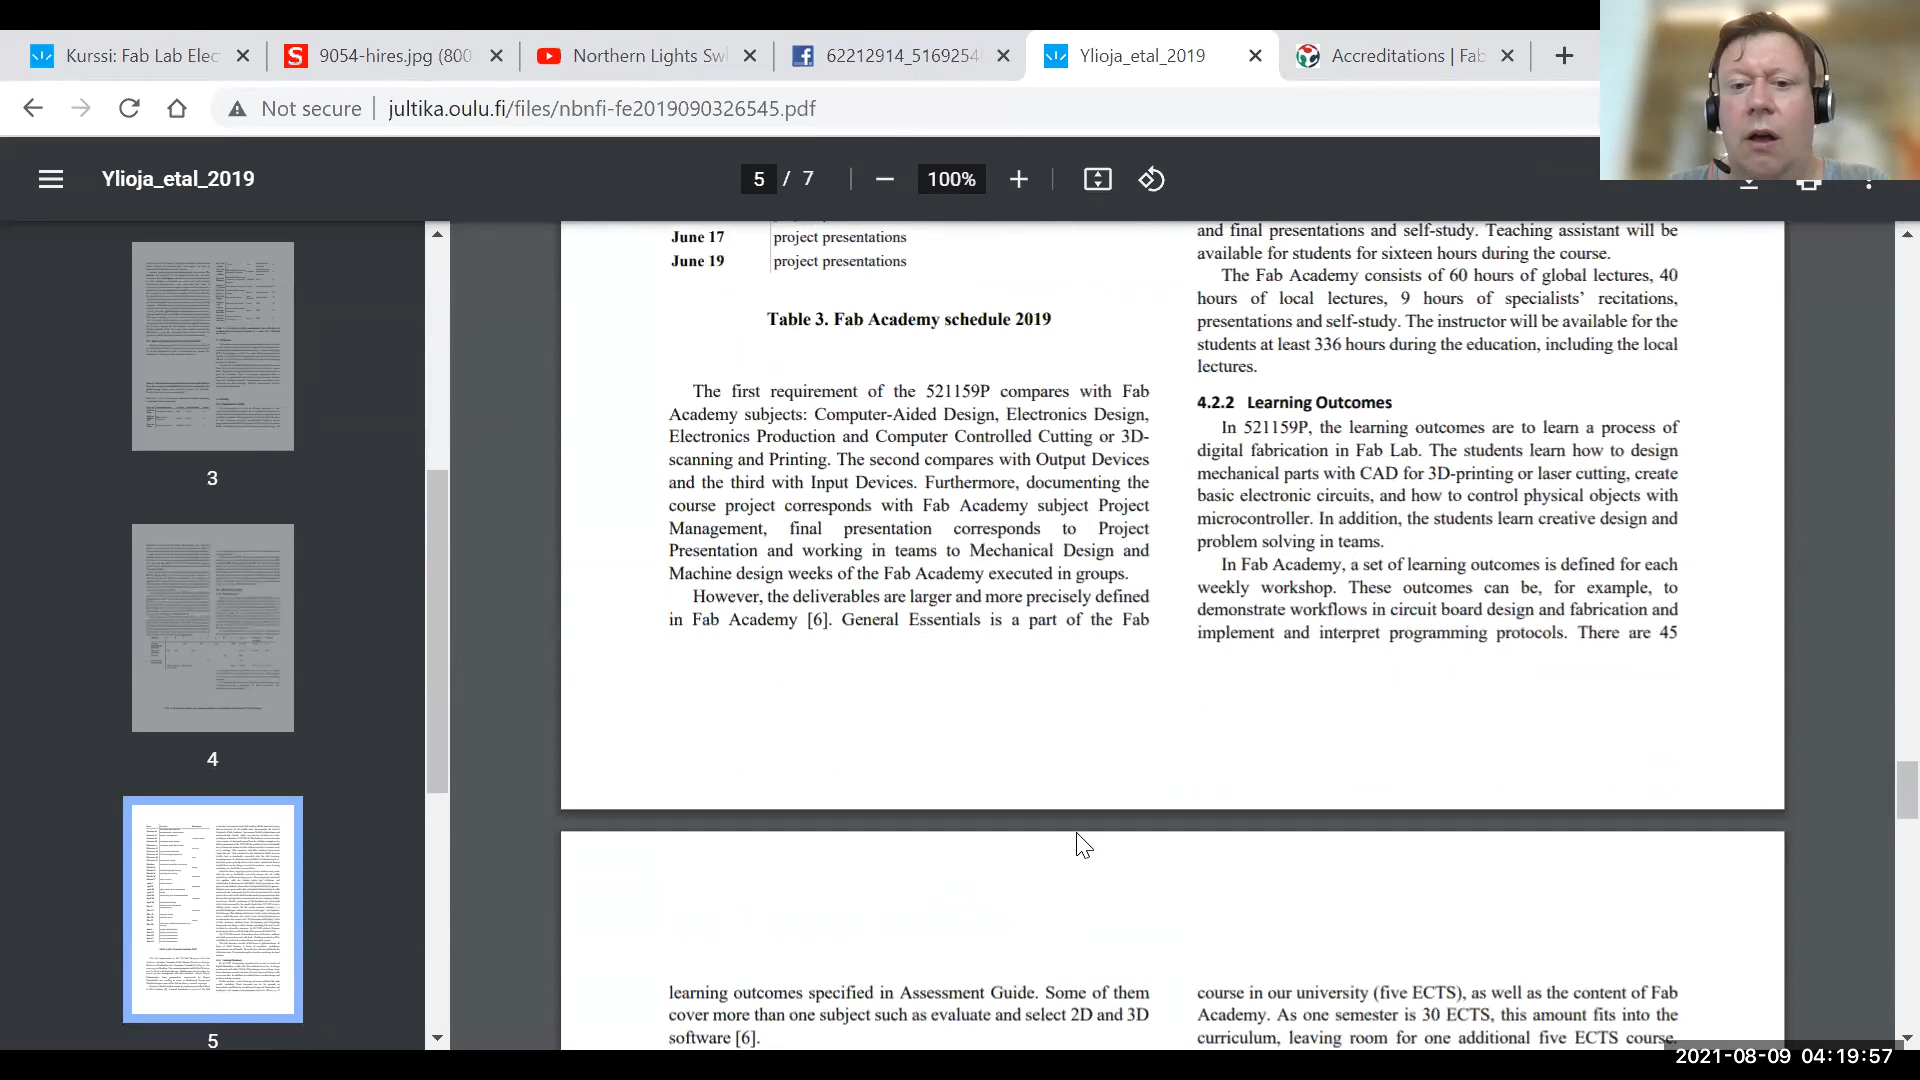 Kurssi: Fab Lab Elec
9054-hires.jpg (800
Northern Lights Swi
62212914_5169254
Ylioja_etal_2019
Accreditations | Fab
Not secure
jultika.oulu.fi/files/nbnfi-fe2019090326545.pdf
Ylioja_etal_2019
5 / 7
100%
3
4
5
June 17 project presentations
June 19 project presentations
Table 3. Fab Academy schedule 2019
The first requirement of the 521159P compares with Fab
Academy subjects: Computer-Aided Design, Electronics Design,
Electronics Production and Computer Controlled Cutting or 3D-
scanning and Printing. The second compares with Output Devices
and the third with Input Devices. Furthermore, documenting the
course project corresponds with Fab Academy subject Project
Management, final presentation corresponds to Project
Presentation and working in teams to Mechanical Design and
Machine design weeks of the Fab Academy executed in groups.
However, the deliverables are larger and more precisely defined
in Fab Academy [6]. General Essentials is a part of the Fab
and final presentations and self-study. Teaching assistant will be
available for students for sixteen hours during the course.
The Fab Academy consists of 60 hours of global lectures, 40
hours of local lectures, 9 hours of specialists' recitations,
presentations and self-study. The instructor will be available for the
students at least 336 hours during the education, including the local
lectures.
4.2.2 Learning Outcomes
In 521159P, the learning outcomes are to learn a process of
digital fabrication in Fab Lab. The students learn how to design
mechanical parts with CAD for 3D-printing or laser cutting, create
basic electronic circuits, and how to control physical objects with
microcontroller. In addition, the students learn creative design and
problem solving in teams.
In Fab Academy, a set of learning outcomes is defined for each
weekly workshop. These outcomes can be, for example, to
demonstrate workflows in circuit board design and fabrication and
implement and interpret programming protocols. There are 45
learning outcomes specified in Assessment Guide. Some of them
cover more than one subject such as evaluate and select 2D and 3D
software [6].
course in our university (five ECTS), as well as the content of Fab
Academy. As one semester is 30 ECTS, this amount fits into the
curriculum, leaving room for one additional five ECTS course.
2021-08-09 04:19:57